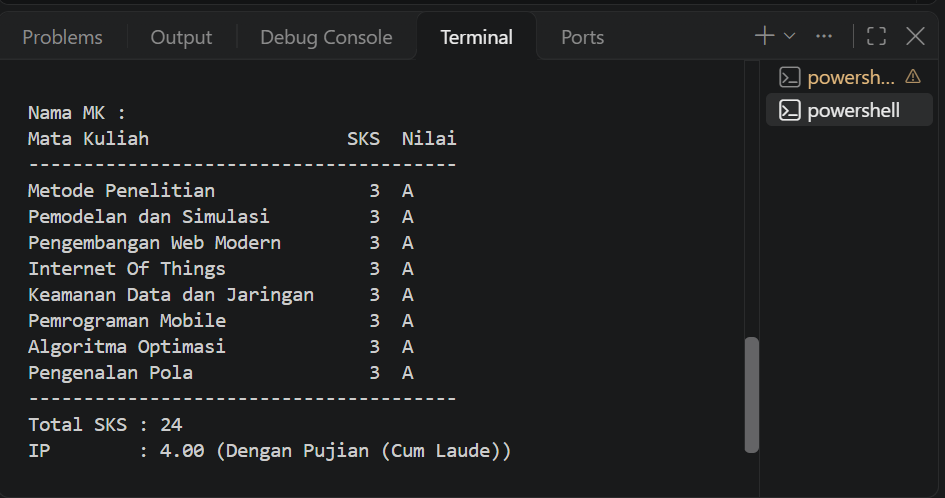 Problems Output Debug Console Terminal Ports
powersh...
powershell
Nama MK :
Mata Kuliah SKS Nilai
---------------------------------------
Metode Penelitian 3 A
Pemodelan dan Simulasi 3 A
Pengembangan Web Modern 3 A
Internet Of Things 3 A
Keamanan Data dan Jaringan 3 A
Pemrograman Mobile 3 A
Algoritma Optimasi 3 A
Pengenalan Pola 3 A
---------------------------------------
Total SKS : 24
IP : 4.00 (Dengan Pujian (Cum Laude))